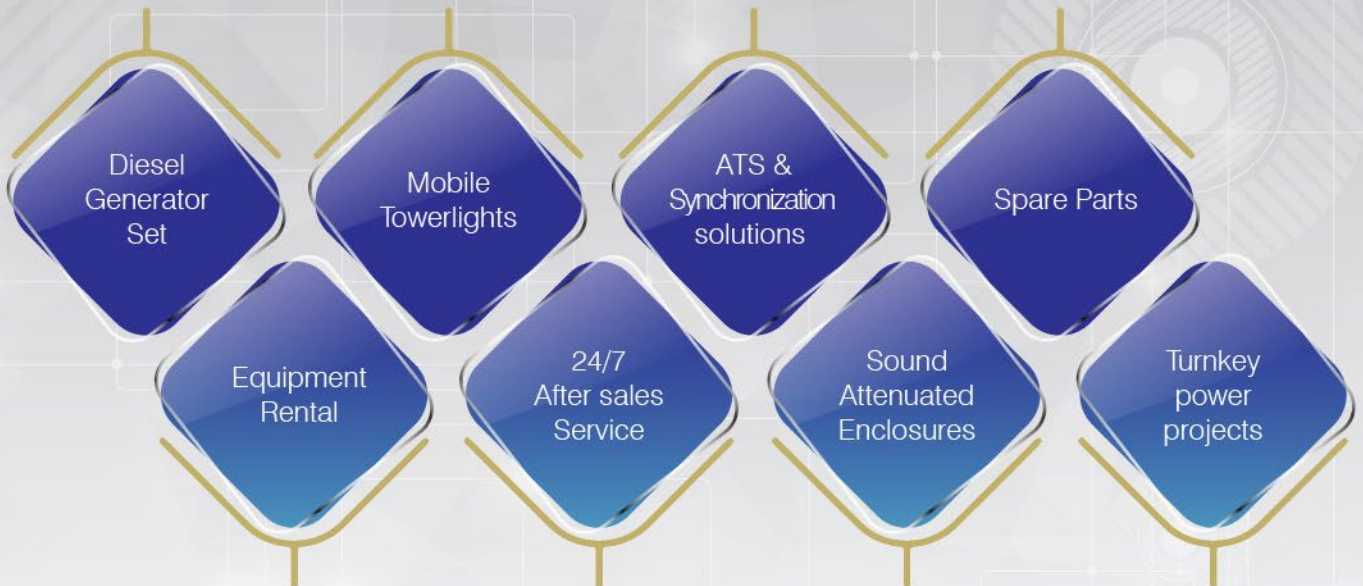 Diesel
Generator
Set
Mobile
Towerlights
ATS &
Synchronization
solutions
Spare Parts
Equipment
Rental
24/7
After sales
Service
Sound
Attenuated
Enclosures
Turnkey
power
projects